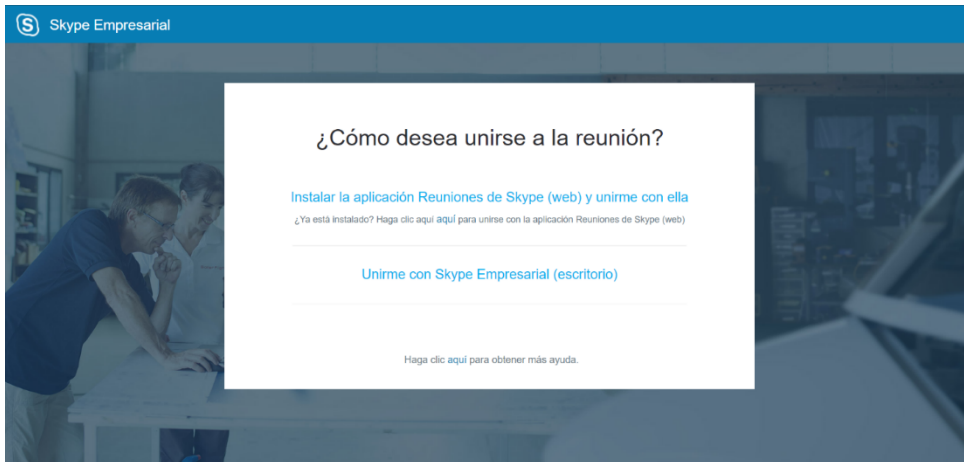 Skype Empresarial
¿Cómo desea unirse a la reunión?
Instalar la aplicación Reuniones de Skype (web) y unirme con ella
¿Ya está instalado? Haga clic aquí aquí para unirse con la aplicación Reuniones de Skype (web)
Unirme con Skype Empresarial (escritorio)
Haga clic aquí para obtener más ayuda.